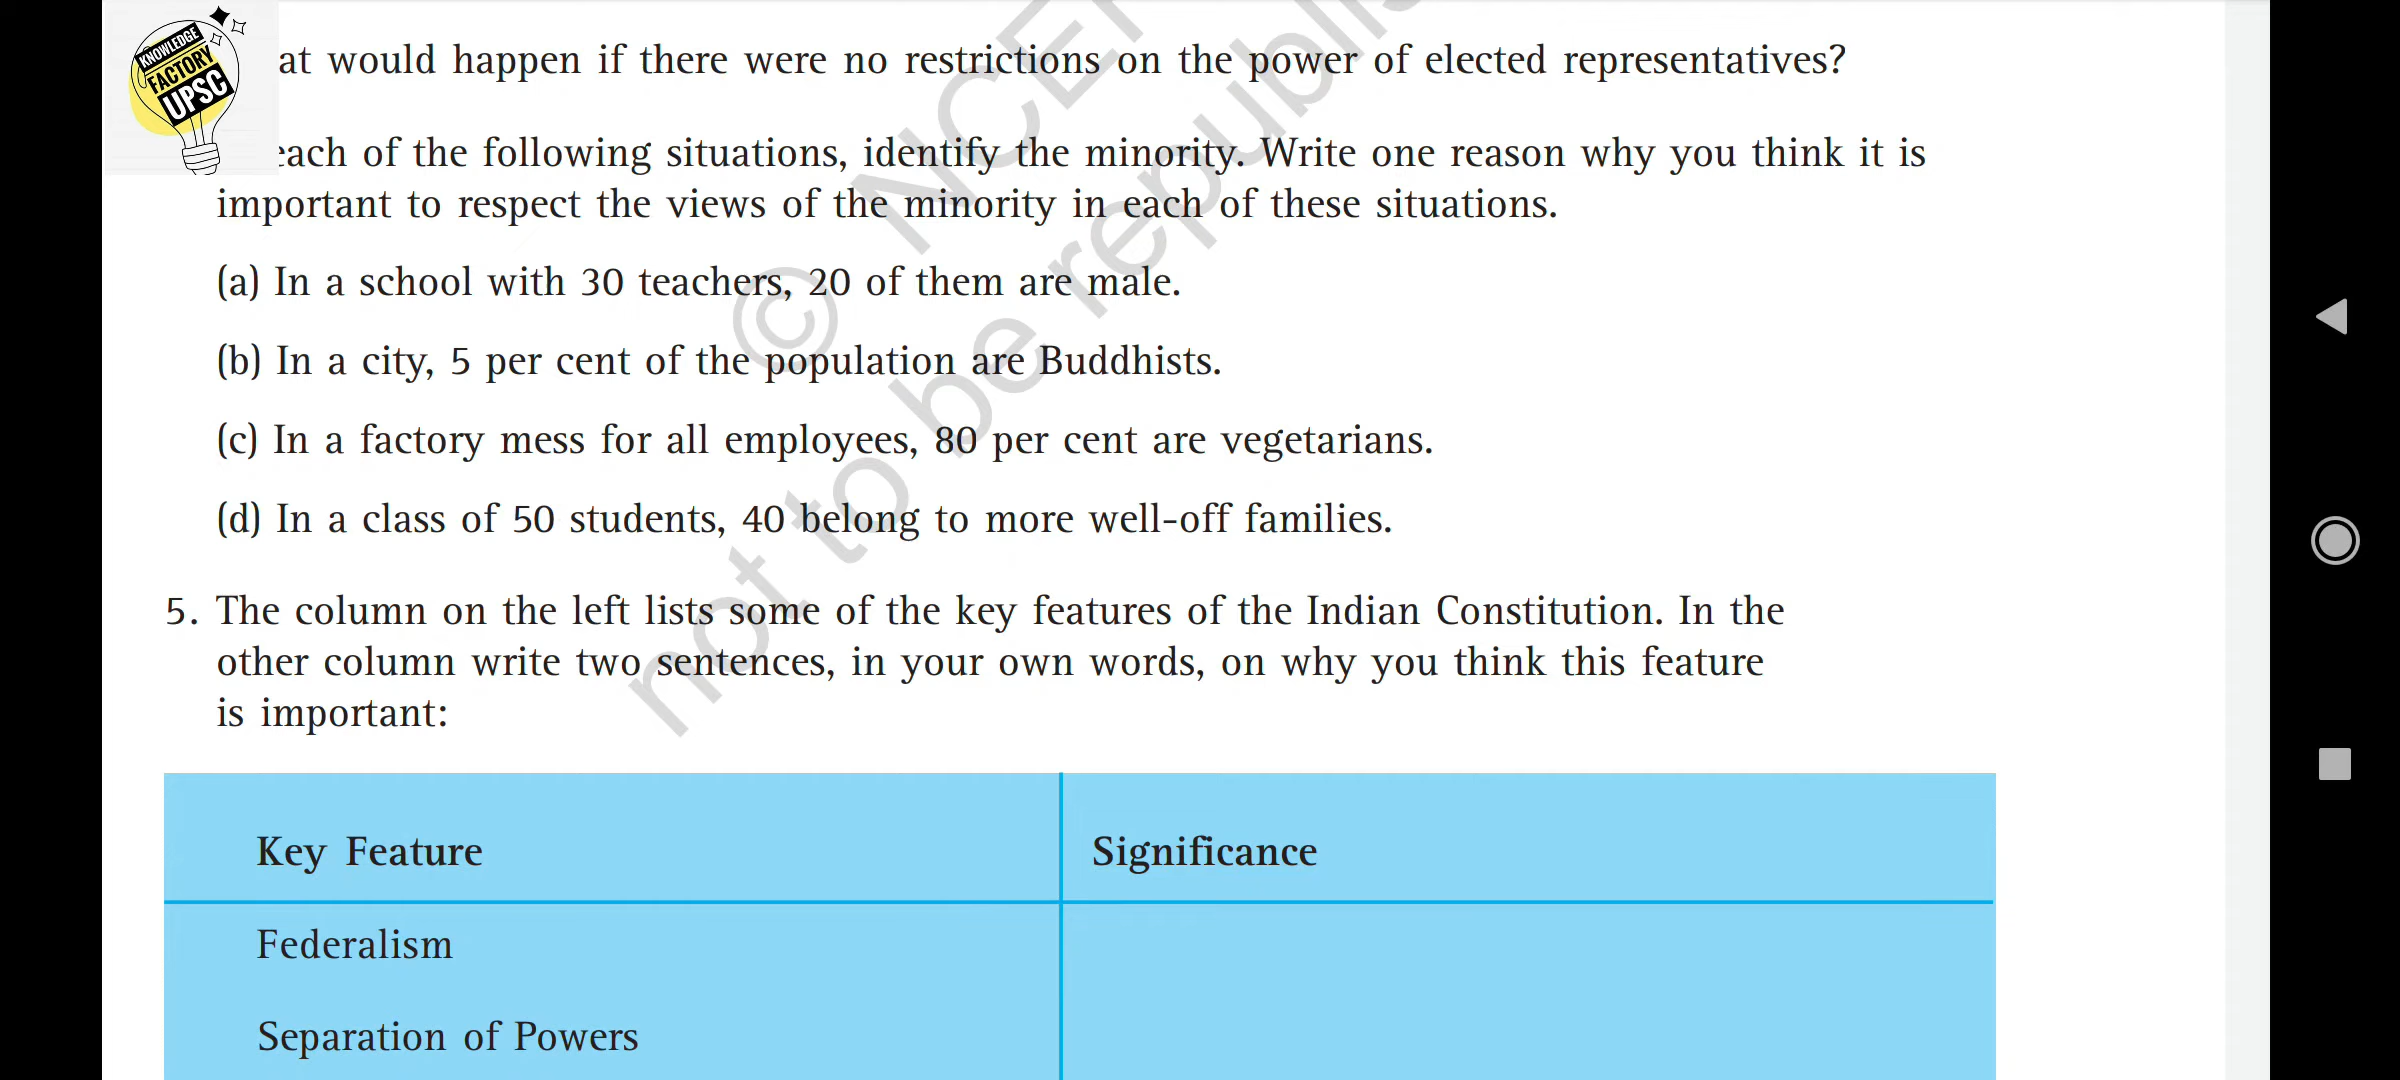 KNOWLEDGE
FACTORY
UPSC
at would happen if there were no restrictions on the power of elected representatives?
each of the following situations, identify the minority. Write one reason why you think it is
important to respect the views of the minority in each of these situations.
(a) In a school with 30 teachers, 20 of them are male.
(b) In a city, 5 per cent of the population are Buddhists.
(c) In a factory mess for all employees, 80 per cent are vegetarians.
(d) In a class of 50 students, 40 belong to more well-off families.
5. The column on the left lists some of the key features of the Indian Constitution. In the
other column write two sentences, in your own words, on why you think this feature
is important:
Key Feature Significance
Federalism
Separation of Powers
© NCE
not to be republis